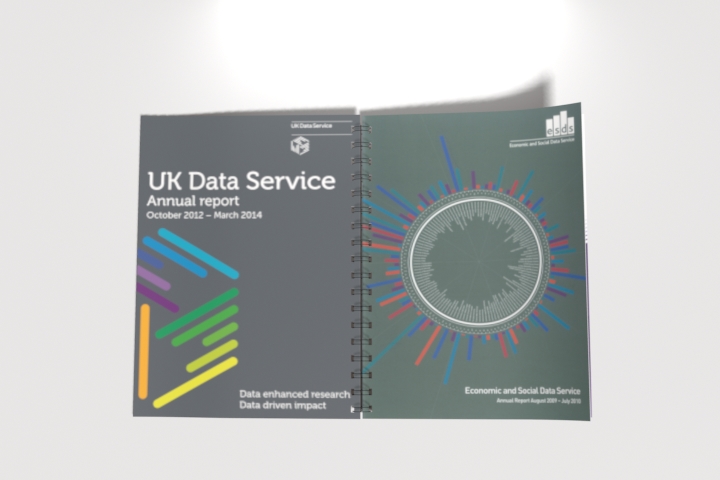 UK Data Service
UK Data Service
Annual report
October 2012 – March 2014
Data enhanced research
Data driven impact
esds
Economic and Social Data Service
Economic and Social Data Service
Annual Report August 2009 – July 2010